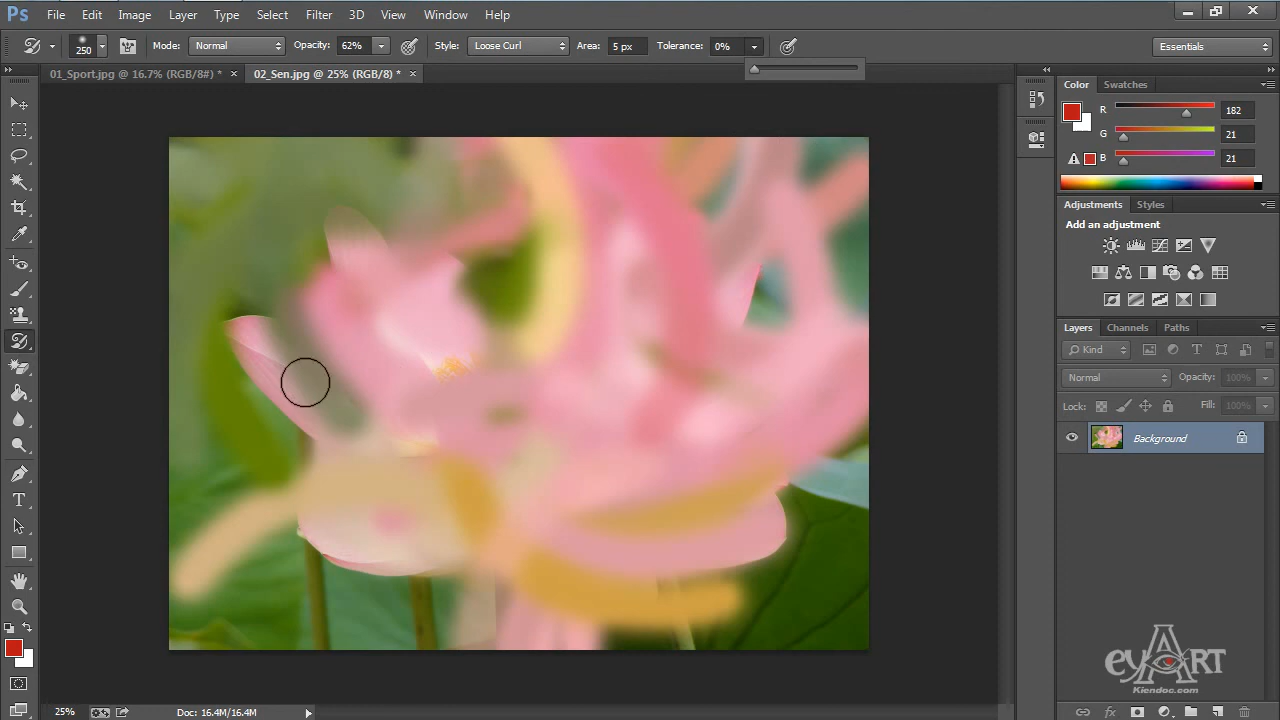 Ps File Edit Image Layer Type Select Filter 3D View Window Help
250 Mode: Normal Opacity: 62% Style: Loose Curl Area: 5 px Tolerance: 0% Essentials
01_Sport.jpg @ 16.7% (RGB/8#) * × 02_Sen.jpg @ 25% (RGB/8) * ×
Color Swatches
R 182
G 21
B 21
Adjustments Styles
Add an adjustment
Layers Channels Paths
Kind
Normal Opacity: 100%
Lock: Fill: 100%
Background
eyART
Kiendoc.com
25% Doc: 16.4M/16.4M